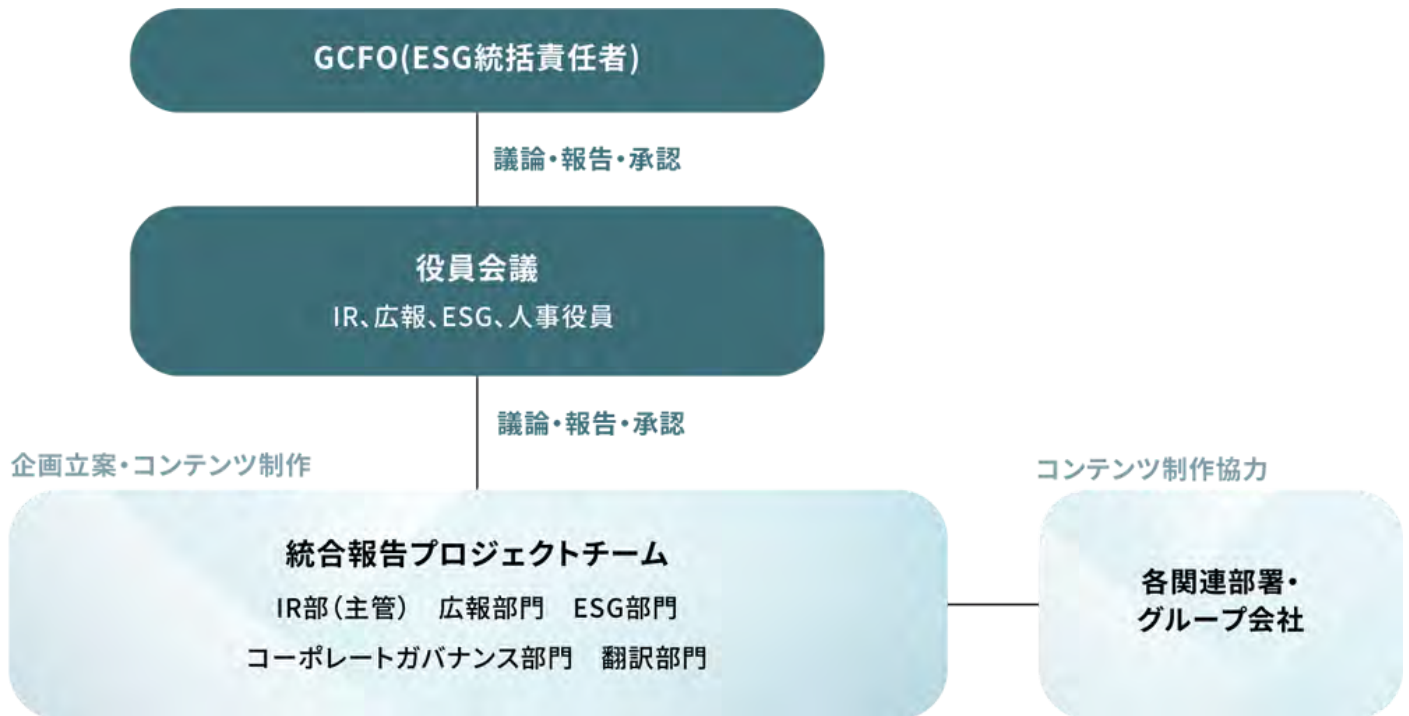 GCFO(ESG統括責任者)
議論・報告・承認
役員会議
IR、広報、ESG、人事役員
議論・報告・承認
企画立案・コンテンツ制作
統合報告プロジェクトチーム
IR部（主管）　広報部門　ESG部門
コーポレートガバナンス部門　翻訳部門
コンテンツ制作協力
各関連部署・
グループ会社